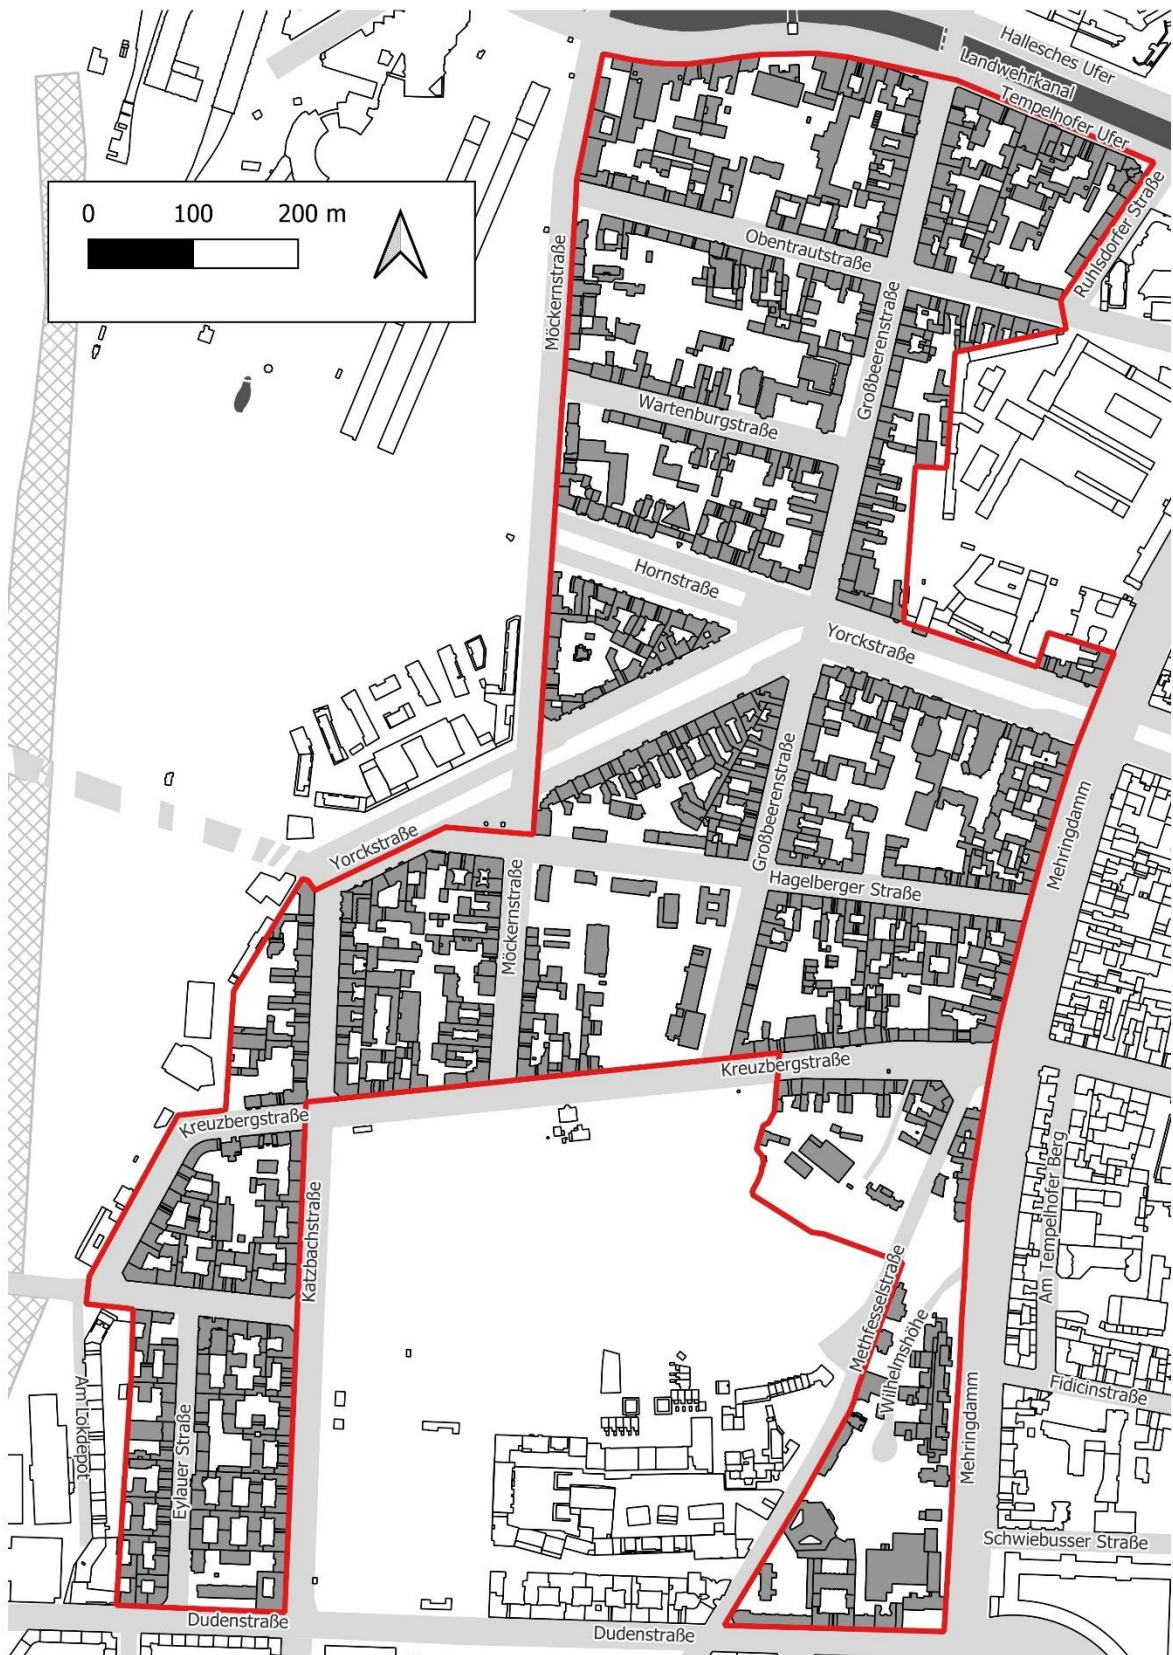 Hallesches Ufer
Landwehrkanal
Tempelhofer Ufer
0 100 200 m
Ruhlsdorfer Straße
Obentrautstraße
Möckernstraße
Großbeerenstraße
Wartenburgstraße
Hornstraße
Yorckstraße
Großbeerenstraße
Yorckstraße
Mehringdamm
Hagelberger Straße
Möckernstraße
Kreuzbergstraße
Kreuzbergstraße
Am Tempelhofer Berg
Katzbachstraße
Methfesselstraße
Wilhelmshöhe
Am Lokdepot
Fidicinstraße
Eylauer Straße
Mehringdamm
Schwiebusser Straße
Dudenstraße
Dudenstraße